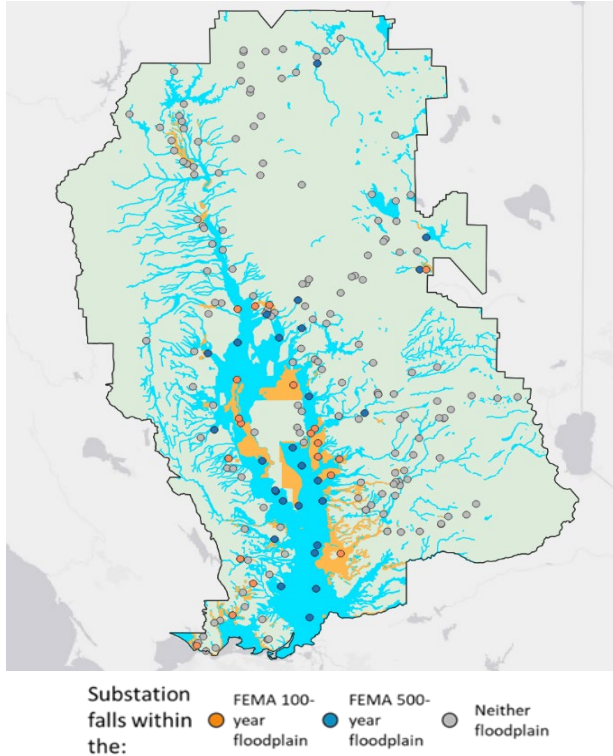 Substation
falls within
the:
FEMA 100-
year
floodplain
FEMA 500-
year
floodplain
Neither
floodplain